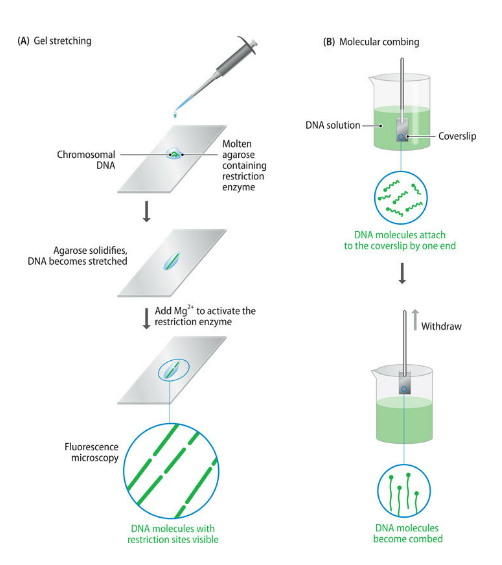 (A) Gel stretching
Chromosomal
DNA
Molten
agarose
containing
restriction
enzyme
Agarose solidifies,
DNA becomes stretched
Add Mg²⁺ to activate the
restriction enzyme
Fluorescence
microscopy
DNA molecules with
restriction sites visible
(B) Molecular combing
DNA solution
Coverslip
DNA molecules attach
to the coverslip by one end
Withdraw
DNA molecules
become combed